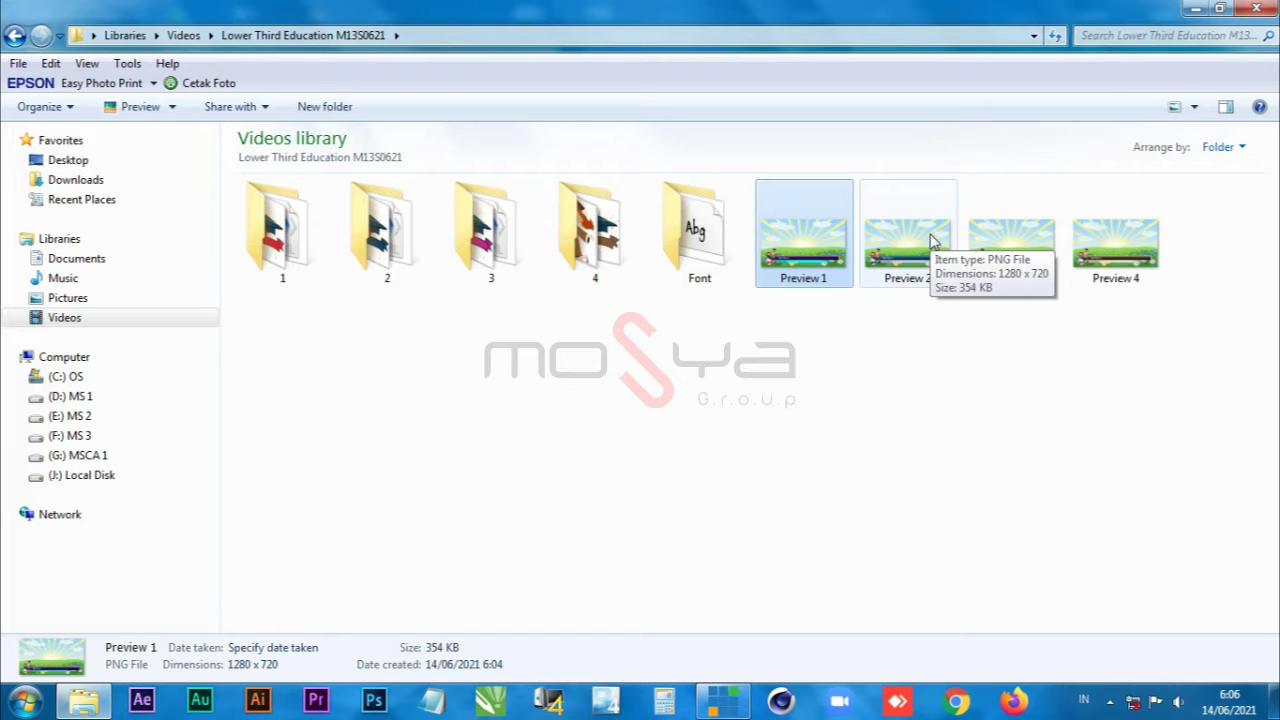 Libraries
Videos
Lower Third Education M13S0621
Search Lower Third Education M13...
File Edit View Tools Help
EPSON Easy Photo Print Cetak Foto
Organize Preview Share with New folder
Favorites
Desktop
Downloads
Recent Places
Libraries
Documents
Music
Pictures
Videos
Computer
(C:) OS
(D:) MS 1
(E:) MS 2
(F:) MS 3
(G:) MSCA 1
(J:) Local Disk
Network
Videos library
Lower Third Education M13S0621
Arrange by: Folder
Abg
1 2 3 4 Font Preview 1 Preview 2 Preview 4
Item type: PNG File
Dimensions: 1280 x 720
Size: 354 KB
moSya
G.r.o.u.p
Preview 1 Date taken: Specify date taken Size: 354 KB
PNG File Dimensions: 1280 x 720 Date created: 14/06/2021 6:04
Ae Au Ai Pr Ps
IN
6:06
14/06/2021